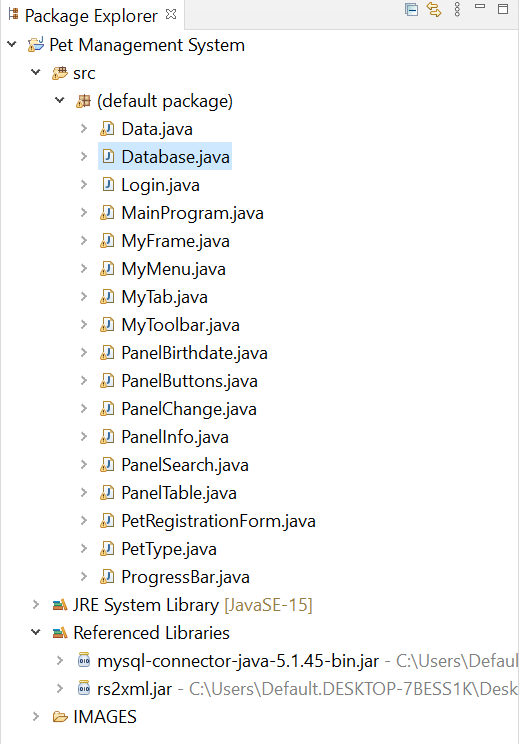 Package Explorer
Pet Management System
src
(default package)
Data.java
Database.java
Login.java
MainProgram.java
MyFrame.java
MyMenu.java
MyTab.java
MyToolbar.java
PanelBirthdate.java
PanelButtons.java
PanelChange.java
PanelInfo.java
PanelSearch.java
PanelTable.java
PetRegistrationForm.java
PetType.java
ProgressBar.java
JRE System Library [JavaSE-15]
Referenced Libraries
mysql-connector-java-5.1.45-bin.jar - C:\Users\Defaul
rs2xml.jar - C:\Users\Default.DESKTOP-7BESS1K\Desk
IMAGES